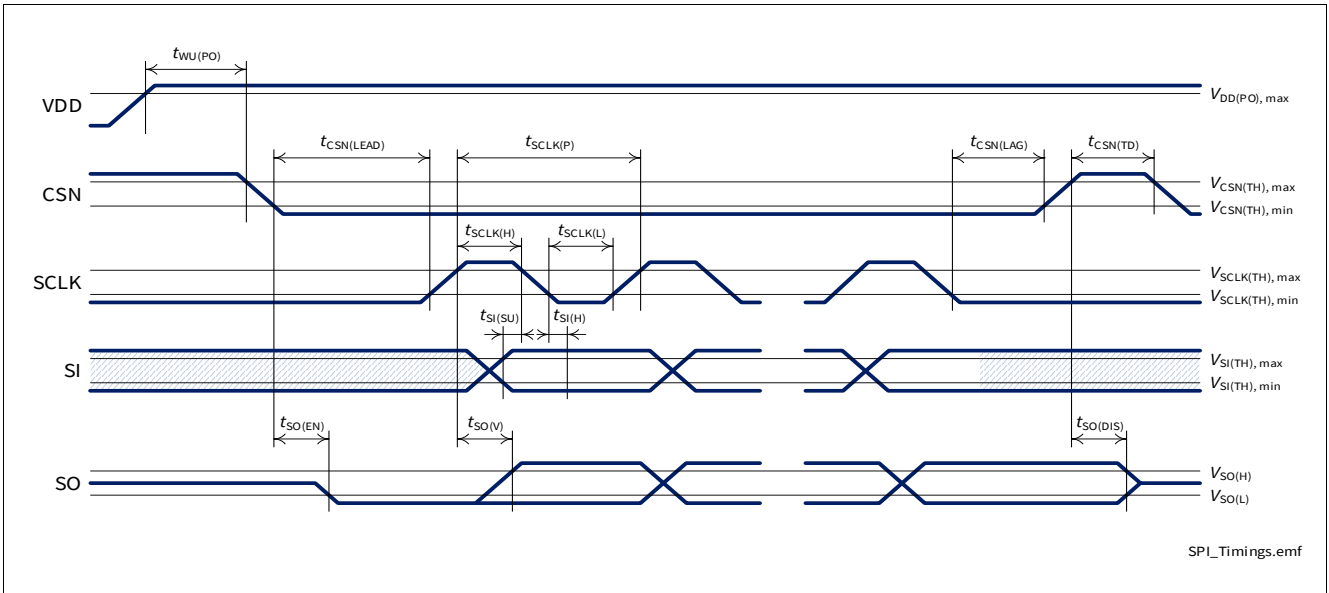 tWU(PO)
VDD
VDD(PO), max
tCSN(LEAD) tSCLK(P) tCSN(LAG) tCSN(TD)
CSN
VCSN(TH), max
VCSN(TH), min
tSCLK(H) tSCLK(L)
SCLK
VSCLK(TH), max
VSCLK(TH), min
tSI(SU) tSI(H)
SI
VSI(TH), max
VSI(TH), min
tSO(EN) tSO(V) tSO(DIS)
SO
VSO(H)
VSO(L)
SPI_Timings.emf